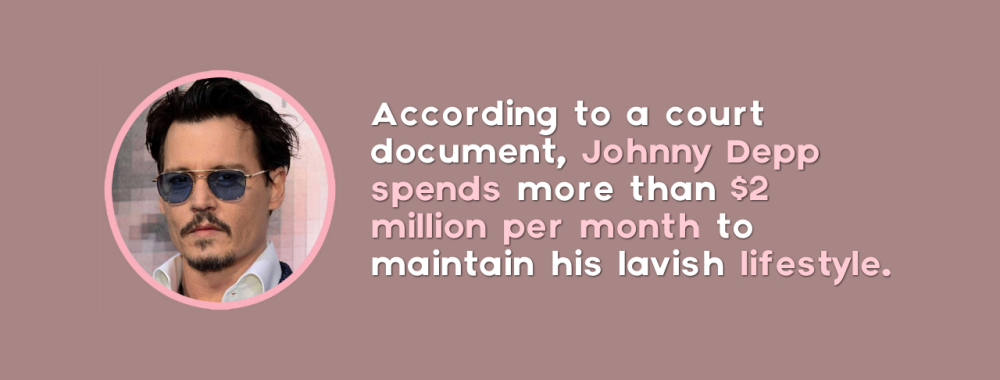 According to a court
document, Johnny Depp
spends more than $2
million per month to
maintain his lavish lifestyle.